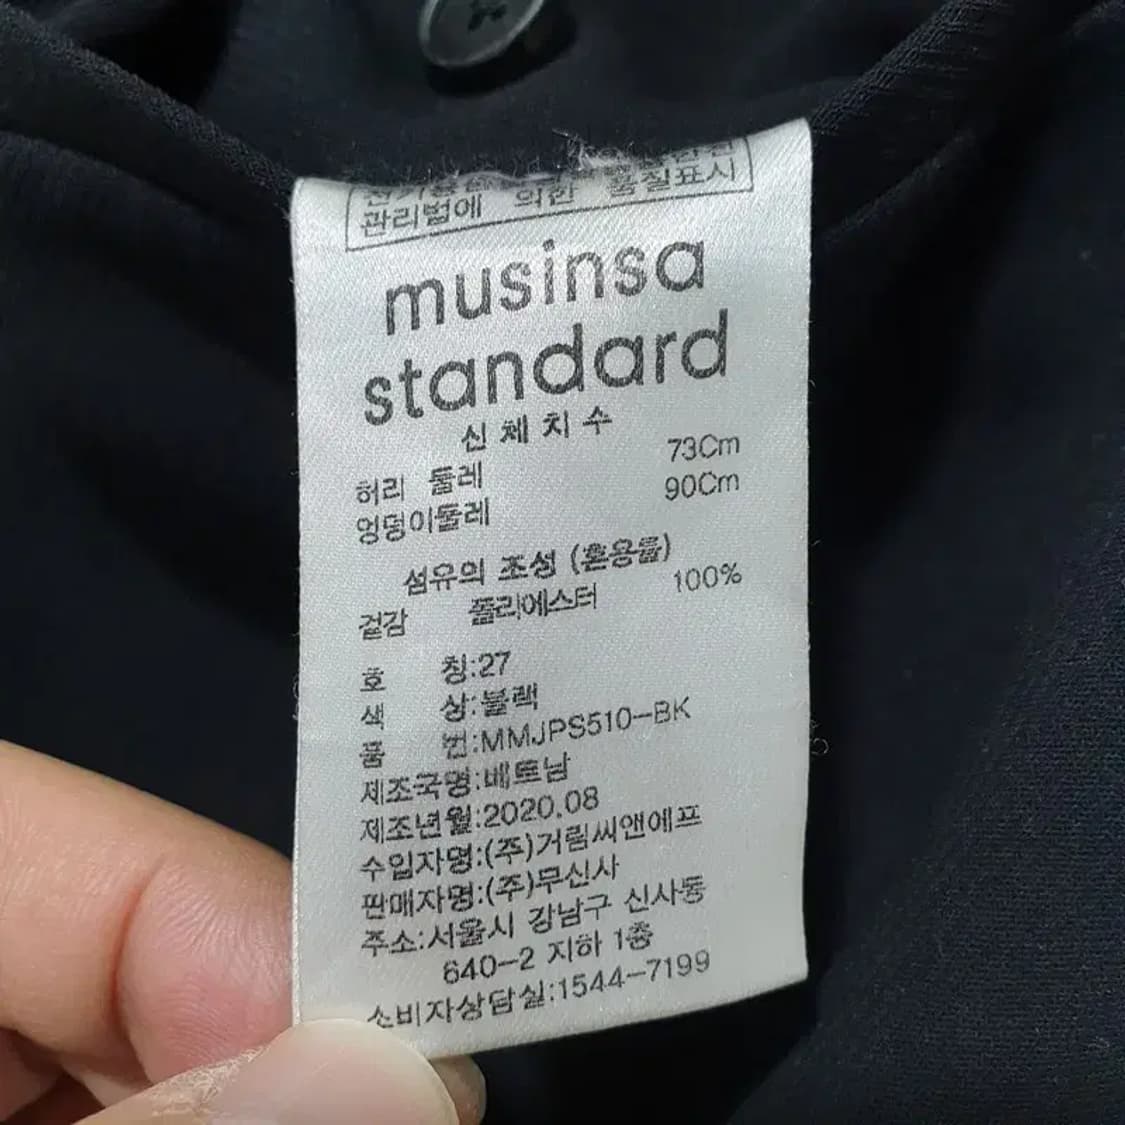 관리법에 의한 품질표시
musinsa
standard
신체치수
허리 둘레 73Cm
엉덩이둘레 90Cm
섬유의 조성 (혼용률)
겉감 폴리에스터 100%
호 칭:27
색 상:블랙
품 번:MMJPS510-BK
제조국명:베트남
제조년월:2020.08
수입자명:(주)거림씨앤에프
판매자명:(주)무신사
주소:서울시 강남구 신사동
640-2 지하 1층
소비자상담실:1544-7199